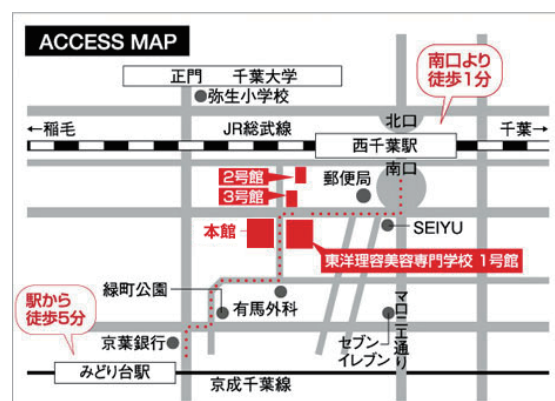 ACCESS MAP
南口より
徒歩1分
正門 千葉大学
弥生小学校
北口
←稲毛
JR総武線
千葉→
西千葉駅
南口
2号館
郵便局
3号館
SEIYU
本館
東洋理容美容専門学校 1号館
緑町公園
有馬外科
マロニエ通り
駅から
徒歩5分
京葉銀行
セブン
イレブン
みどり台駅
京成千葉線